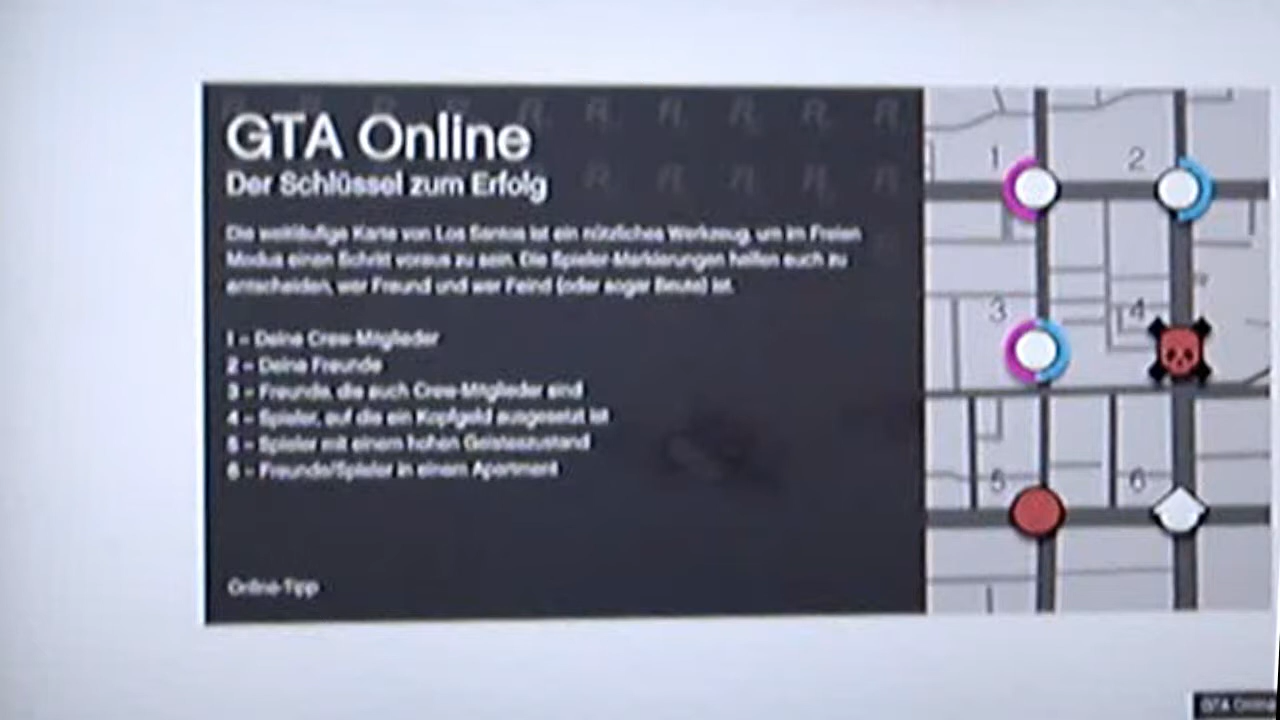 GTA Online
Der Schlüssel zum Erfolg
Die weitläufige Karte von Los Santos ist ein nützliches Werkzeug, um im Freien
Modus einen Schritt voraus zu sein. Die Spieler-Markierungen helfen euch zu
entscheiden, wer Freund und wer Feind (oder sogar Beute) ist.
1 – Deine Crew-Mitglieder
2 – Deine Freunde
3 – Freunde, die auch Crew-Mitglieder sind
4 – Spieler, auf die ein Kopfgeld ausgesetzt ist
5 – Spieler mit einem hohen Geisteszustand
6 – Freunde/Spieler in einem Apartment
Online-Tipp
1 2
3 4
5 6
GTA Online